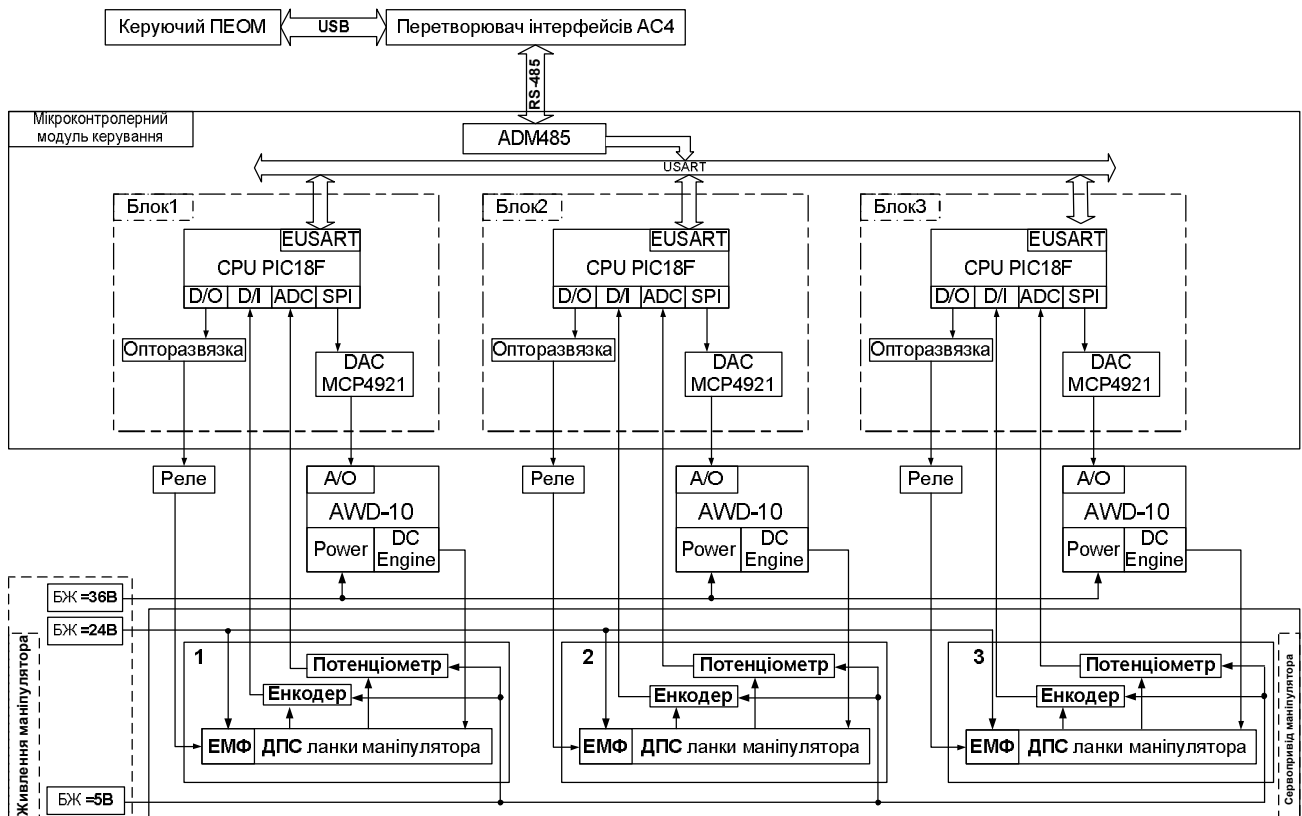 Керуючий ПЕОМ
USB
Перетворювач інтерфейсів АС4
RS-485
Мікроконтролерний
модуль керування
ADM485
USART
Блок1
EUSART
CPU PIC18F
D/O
D/I
ADC
SPI
Опторазвязка
DAC
MCP4921
Блок2
EUSART
CPU PIC18F
D/O
D/I
ADC
SPI
Опторазвязка
DAC
MCP4921
Блок3
EUSART
CPU PIC18F
D/O
D/I
ADC
SPI
Опторазвязка
DAC
MCP4921
Реле
A/O
AWD-10
Power
DC
Engine
Реле
A/O
AWD-10
Power
DC
Engine
Реле
A/O
AWD-10
Power
DC
Engine
Живлення маніпулятора
БЖ =36В
БЖ =24В
БЖ =5В
1
Потенціометр
Енкодер
ЕМФ
ДПС ланки маніпулятора
2
Потенціометр
Енкодер
ЕМФ
ДПС ланки маніпулятора
3
Потенціометр
Енкодер
ЕМФ
ДПС ланки маніпулятора
Сервопривід маніпулятора